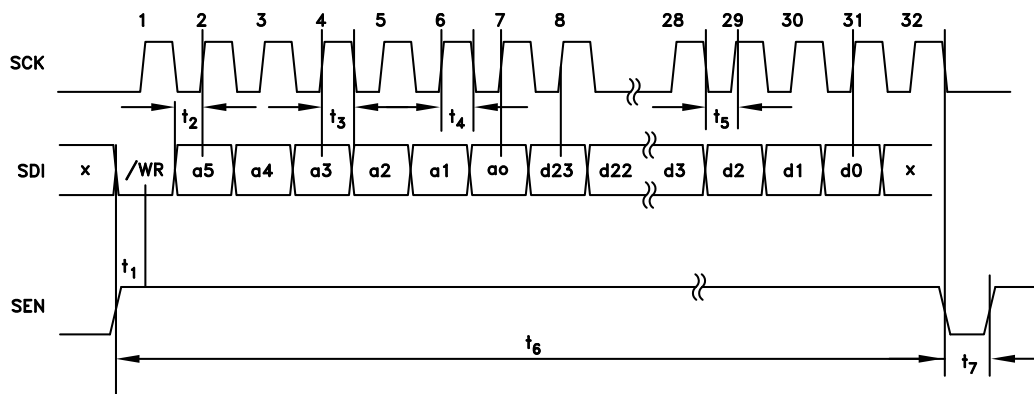 1 2 3 4 5 6 7 8 28 29 30 31 32
SCK
t2 t3 t4 t5
SDI x /WR a5 a4 a3 a2 a1 ao d23 d22 d3 d2 d1 d0 x
t1
SEN
t6
t7